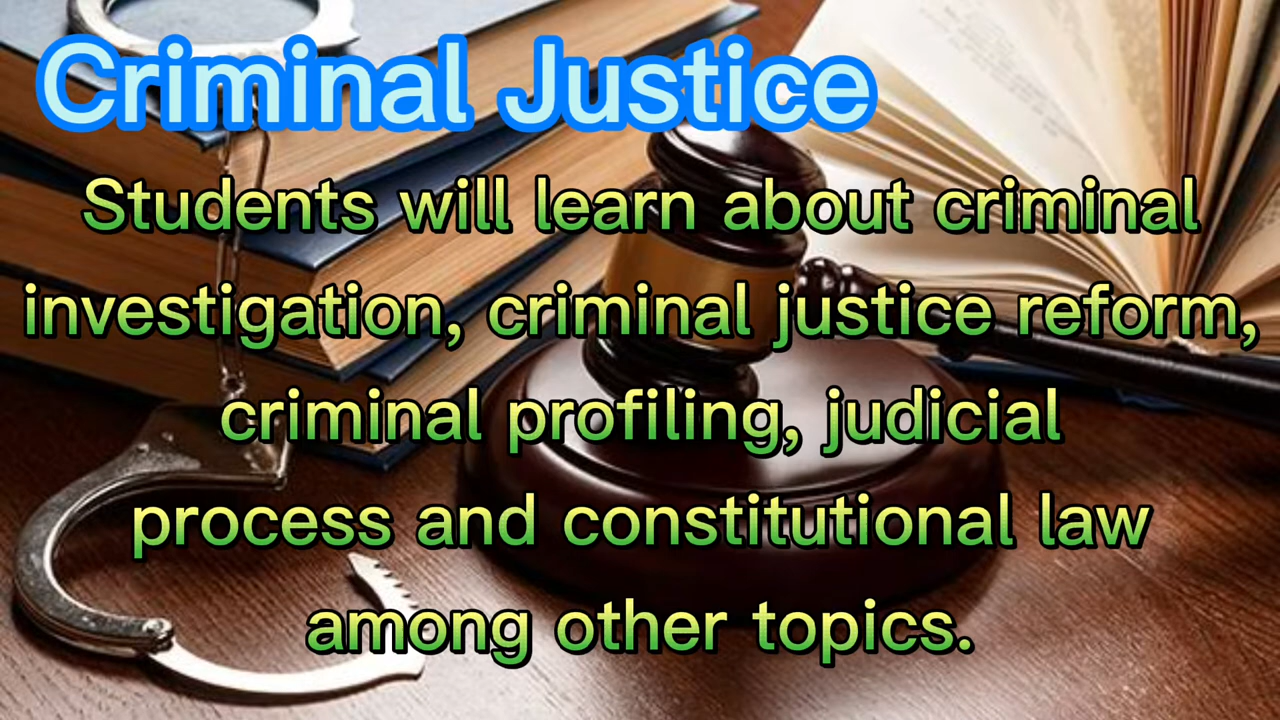 Criminal Justice
Students will learn about criminal
investigation, criminal justice reform,
criminal profiling, judicial
process and constitutional law
among other topics.